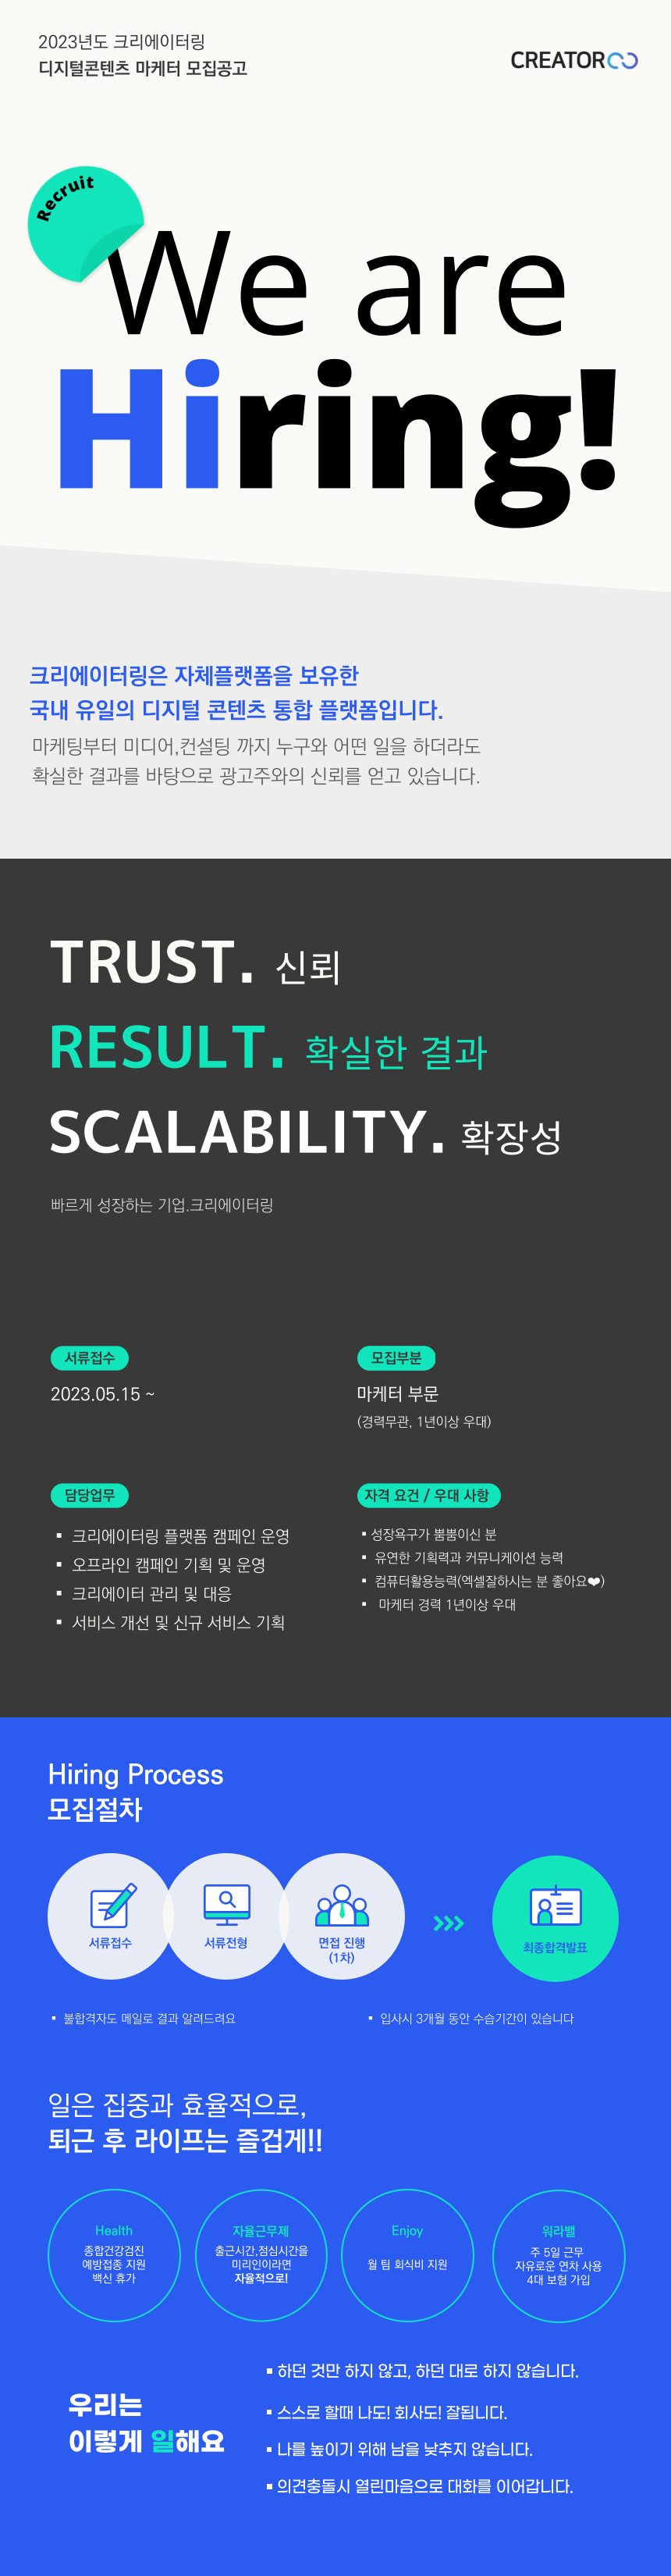 2023년도 크리에이터링
디지털콘텐츠 마케터 모집공고
CREATOR
Recruit
We are
Hiring!
크리에이터링은 자체플랫폼을 보유한
국내 유일의 디지털 콘텐츠 통합 플랫폼입니다.
마케팅부터 미디어,컨설팅 까지 누구와 어떤 일을 하더라도
확실한 결과를 바탕으로 광고주와의 신뢰를 얻고 있습니다.
TRUST. 신뢰
RESULT. 확실한 결과
SCALABILITY. 확장성
빠르게 성장하는 기업.크리에이터링
서류접수
2023.05.15 ~
모집부분
마케터 부문
(경력무관, 1년이상 우대)
담당업무
▪ 크리에이터링 플랫폼 캠페인 운영
▪ 오프라인 캠페인 기획 및 운영
▪ 크리에이터 관리 및 대응
▪ 서비스 개선 및 신규 서비스 기획
자격 요건 / 우대 사항
▪ 성장욕구가 뿜뿜이신 분
▪ 유연한 기획력과 커뮤니케이션 능력
▪ 컴퓨터활용능력(엑셀잘하시는 분 좋아요❤)
▪ 마케터 경력 1년이상 우대
Hiring Process
모집절차
서류접수
서류전형
면접 진행
(1차)
최종합격발표
▪ 불합격자도 메일로 결과 알려드려요
▪ 입사시 3개월 동안 수습기간이 있습니다
일은 집중과 효율적으로,
퇴근 후 라이프는 즐겁게!!
Health
종합건강검진
예방접종 지원
백신 휴가
자율근무제
출근시간,점심시간을
미리인이라면
자율적으로!
Enjoy
월 팀 회식비 지원
워라밸
주 5일 근무
자유로운 연차 사용
4대 보험 가입
우리는
이렇게 일해요
▪ 하던 것만 하지 않고, 하던 대로 하지 않습니다.
▪ 스스로 할때 나도! 회사도! 잘됩니다.
▪ 나를 높이기 위해 남을 낮추지 않습니다.
▪ 의견충돌시 열린마음으로 대화를 이어갑니다.